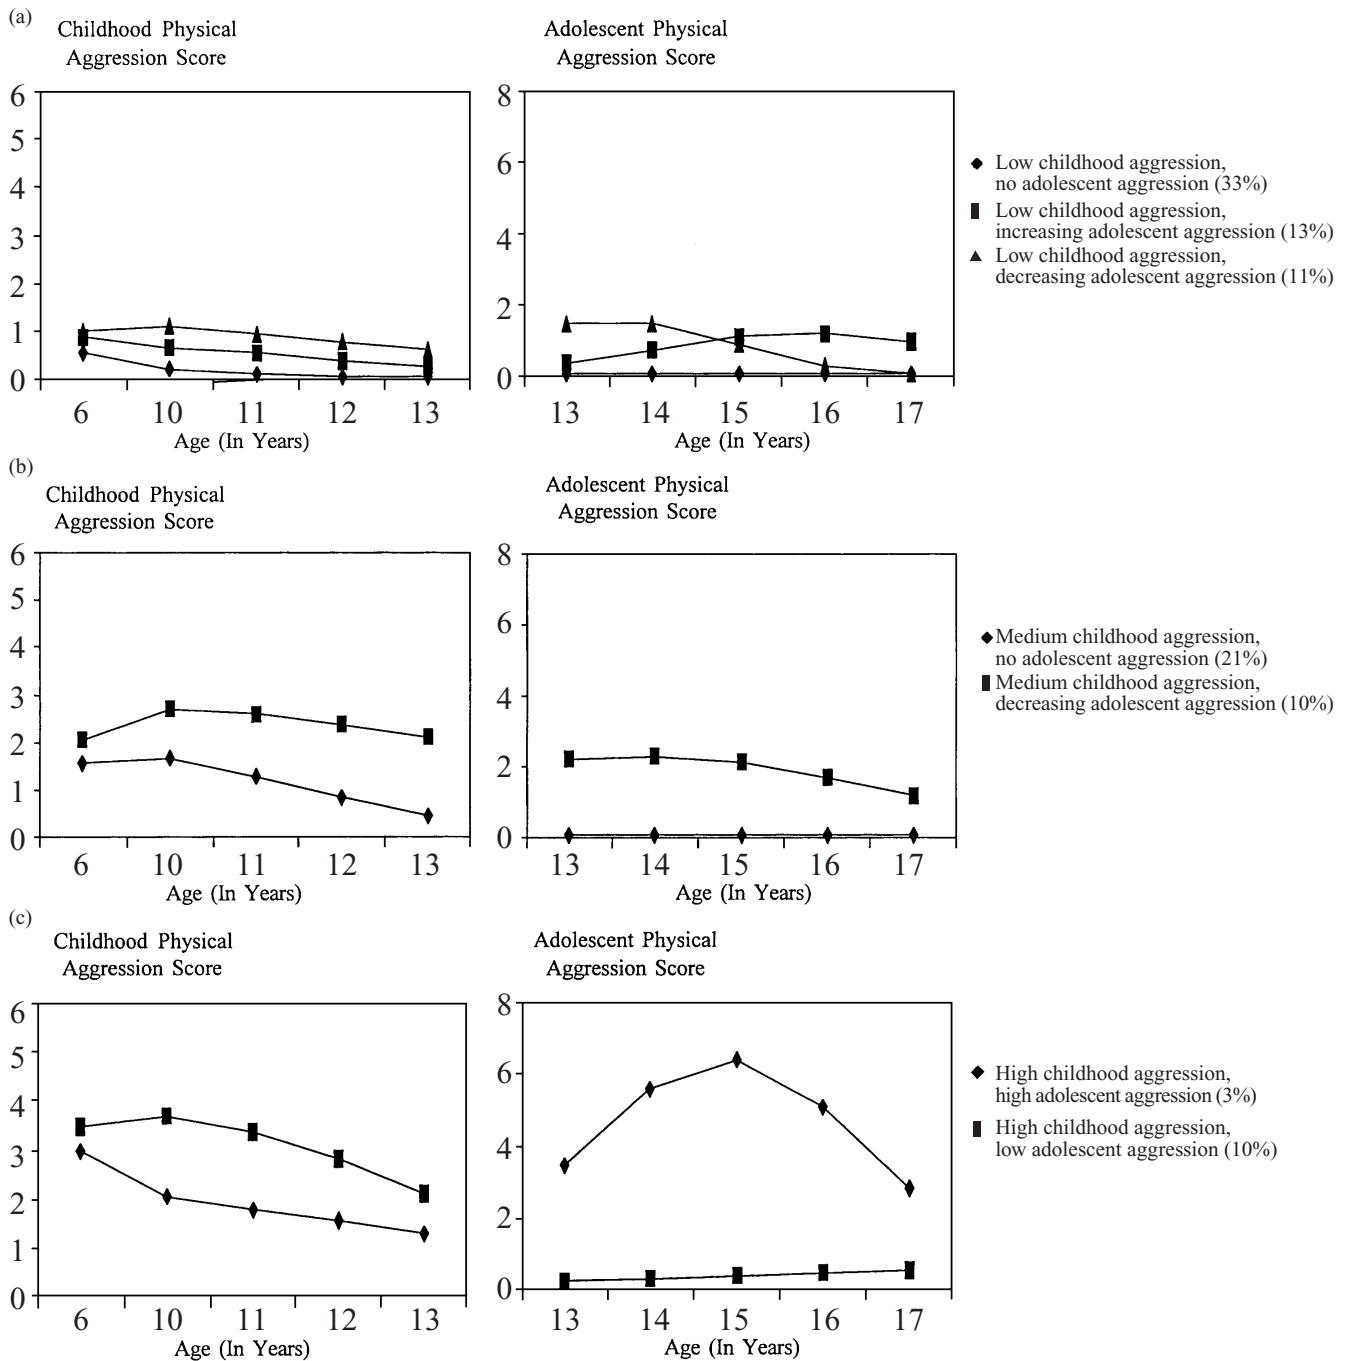 (a)
Childhood Physical
Aggression Score
6
5
4
3
2
1
0
6 10 11 12 13
Age (In Years)
Adolescent Physical
Aggression Score
8
6
4
2
0
13 14 15 16 17
Age (In Years)
Low childhood aggression,
no adolescent aggression (33%)
Low childhood aggression,
increasing adolescent aggression (13%)
Low childhood aggression,
decreasing adolescent aggression (11%)
(b)
Childhood Physical
Aggression Score
6
5
4
3
2
1
0
6 10 11 12 13
Age (In Years)
Adolescent Physical
Aggression Score
8
6
4
2
0
13 14 15 16 17
Age (In Years)
Medium childhood aggression,
no adolescent aggression (21%)
Medium childhood aggression,
decreasing adolescent aggression (10%)
(c)
Childhood Physical
Aggression Score
6
5
4
3
2
1
0
6 10 11 12 13
Age (In Years)
Adolescent Physical
Aggression Score
8
6
4
2
0
13 14 15 16 17
Age (In Years)
High childhood aggression,
high adolescent aggression (3%)
High childhood aggression,
low adolescent aggression (10%)